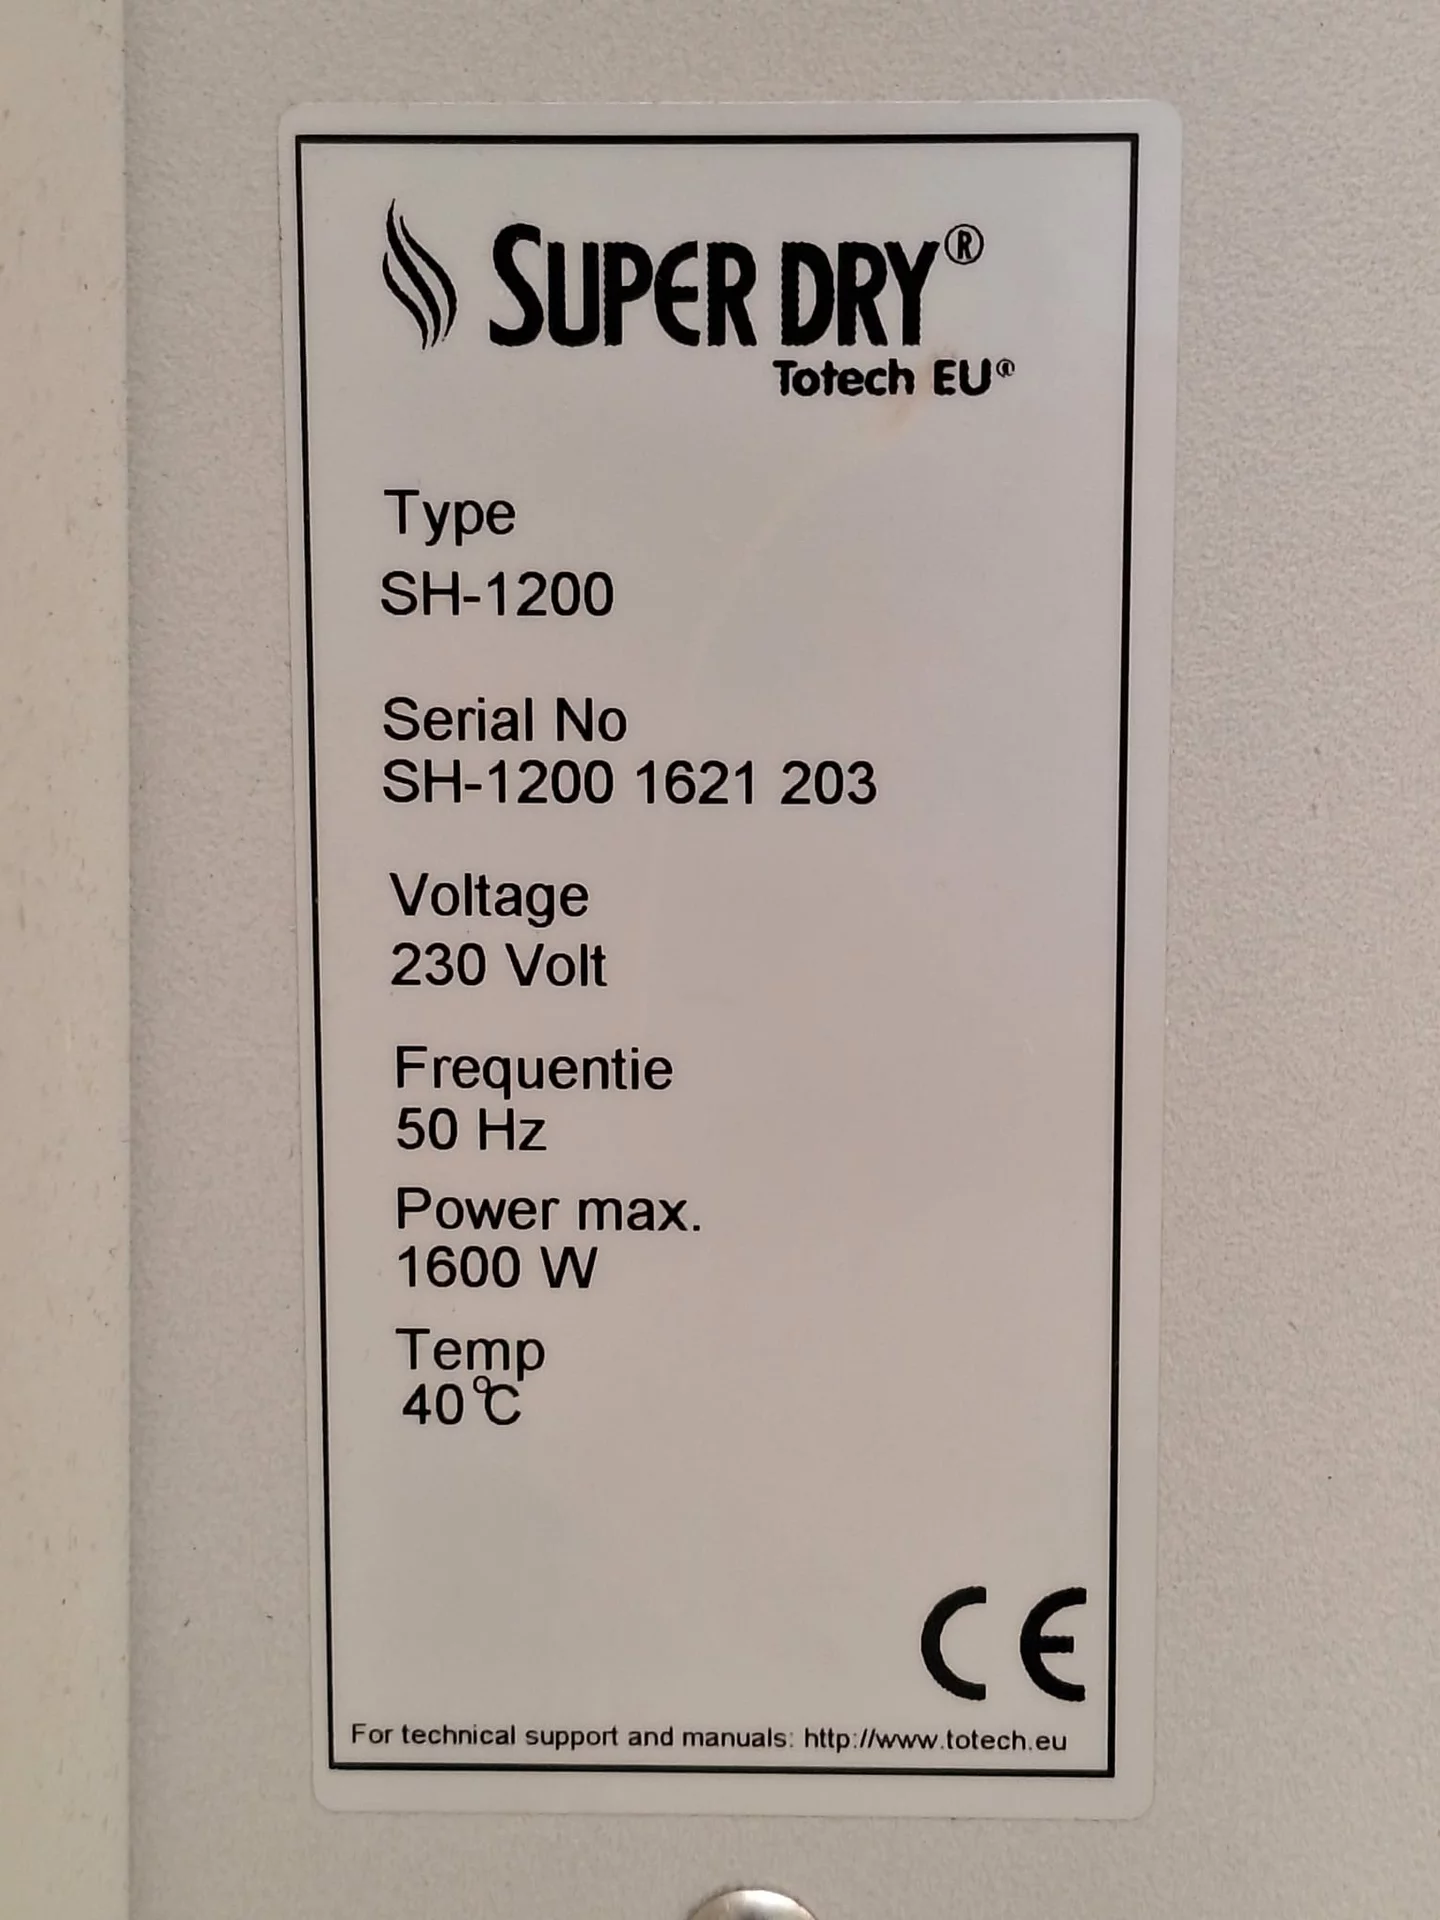 SUPER DRY®
Totech EU®
Type
SH-1200
Serial No
SH-1200 1621 203
Voltage
230 Volt
Frequentie
50 Hz
Power max.
1600 W
Temp
40°C
CE
For technical support and manuals: http://www.totech.eu